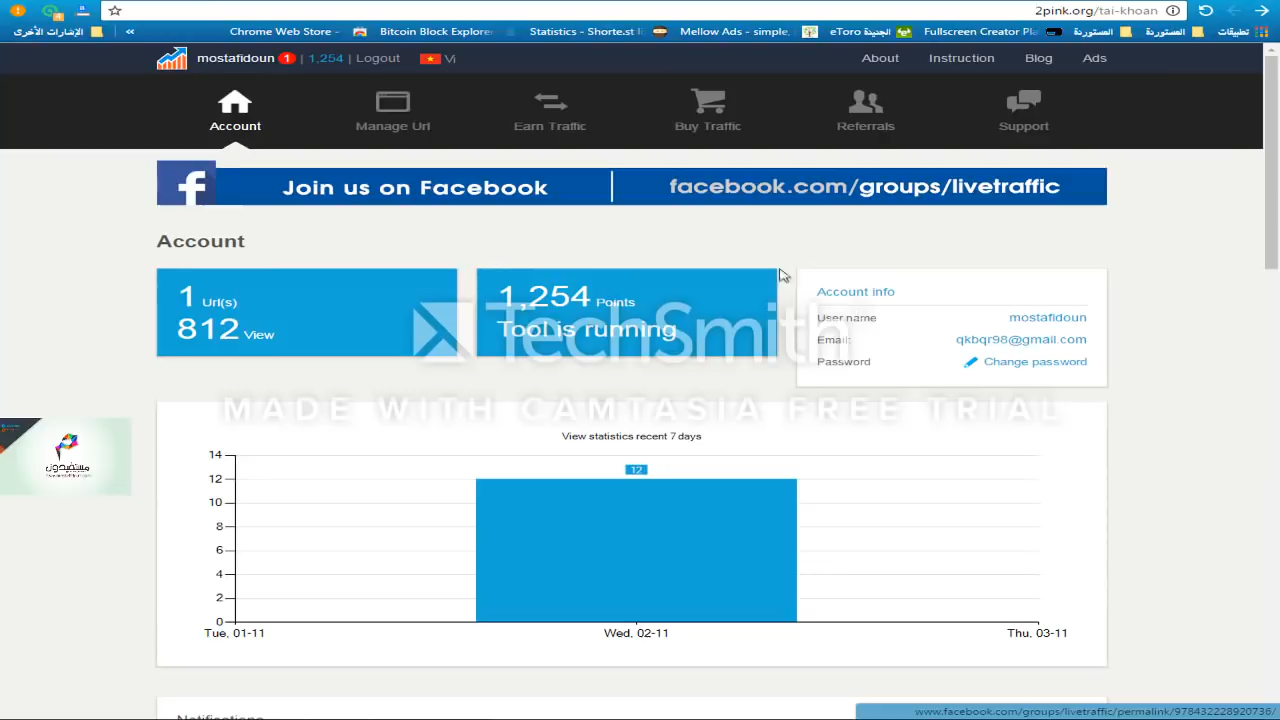 2pink.org/tai-khoan
الإشارات الأخرى
«
Chrome Web Store -
Bitcoin Block Explorer
Statistics - Shorte.st
Mellow Ads - simple,
eToro الجديدة
Fullscreen Creator Pla
المستوردة
المستوردة
تطبيقات
mostafidoun 1 | 1,254 | Logout Vi
About
Instruction
Blog
Ads
Account
Manage Url
Earn Traffic
Buy Traffic
Referrals
Support
f
Join us on Facebook
facebook.com/groups/livetraffic
Account
1 Url(s)
812 View
1,254 Points
Tool is running
Account info
User name mostafidoun
Email: qkbqr98@gmail.com
Password Change password
TechSmith
MADE WITH CAMTASIA FREE TRIAL
مستفيدون
View statistics recent 7 days
14
12
10
8
6
4
2
0
12
Tue, 01-11
Wed, 02-11
Thu, 03-11
Notifications
www.facebook.com/groups/livetraffic/permalink/978432228920736/